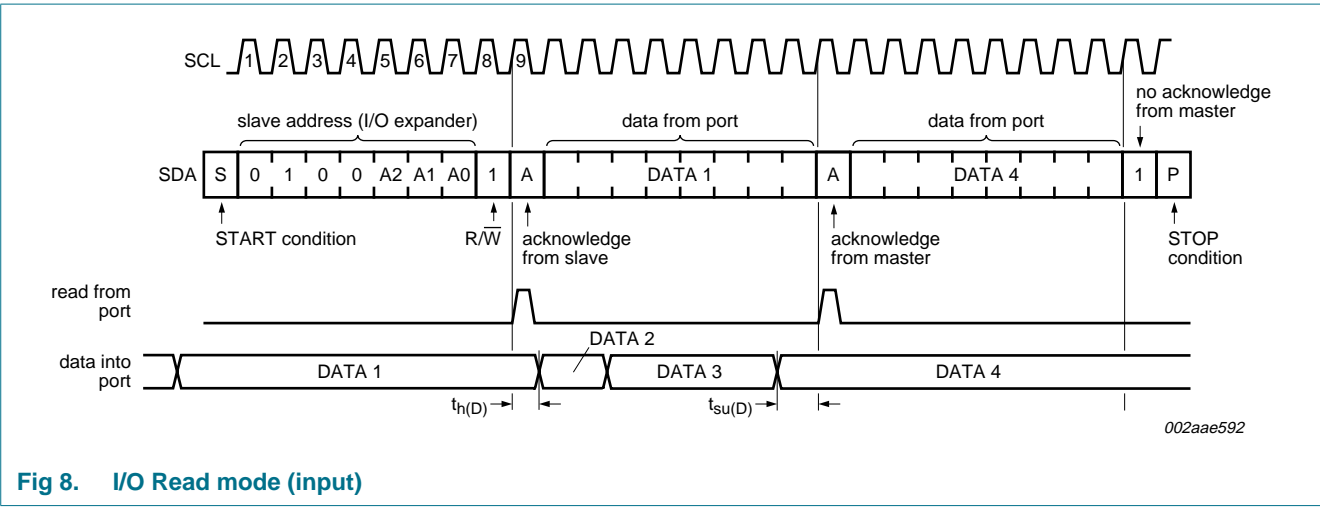 SCL 1 2 3 4 5 6 7 8 9
no acknowledge
from master
slave address (I/O expander) data from port data from port
SDA S 0 1 0 0 A2 A1 A0 1 A DATA 1 A DATA 4 1 P
START condition R/W̅ acknowledge
from slave acknowledge
from master STOP
condition
read from
port
DATA 2
data into
port DATA 1 DATA 3 DATA 4
th(D) tsu(D)
002aae592
Fig 8. I/O Read mode (input)